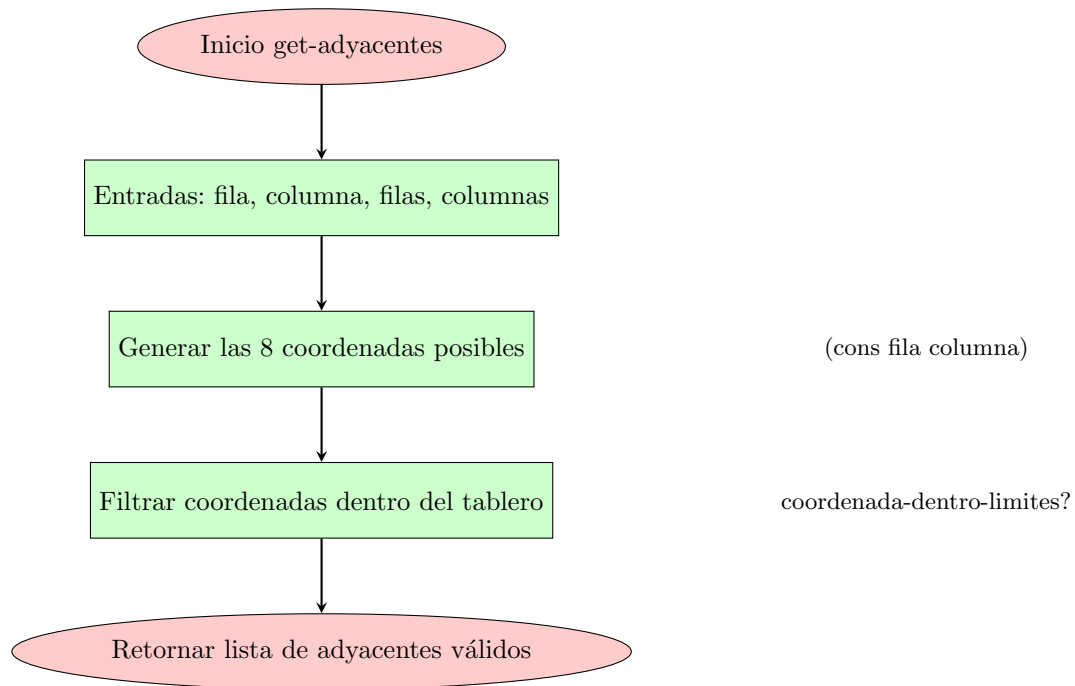 Inicio get-adyacentes
Entradas: fila, columna, filas, columnas
Generar las 8 coordenadas posibles
(cons fila columna)
Filtrar coordenadas dentro del tablero
coordenada-dentro-limites?
Retornar lista de adyacentes válidos